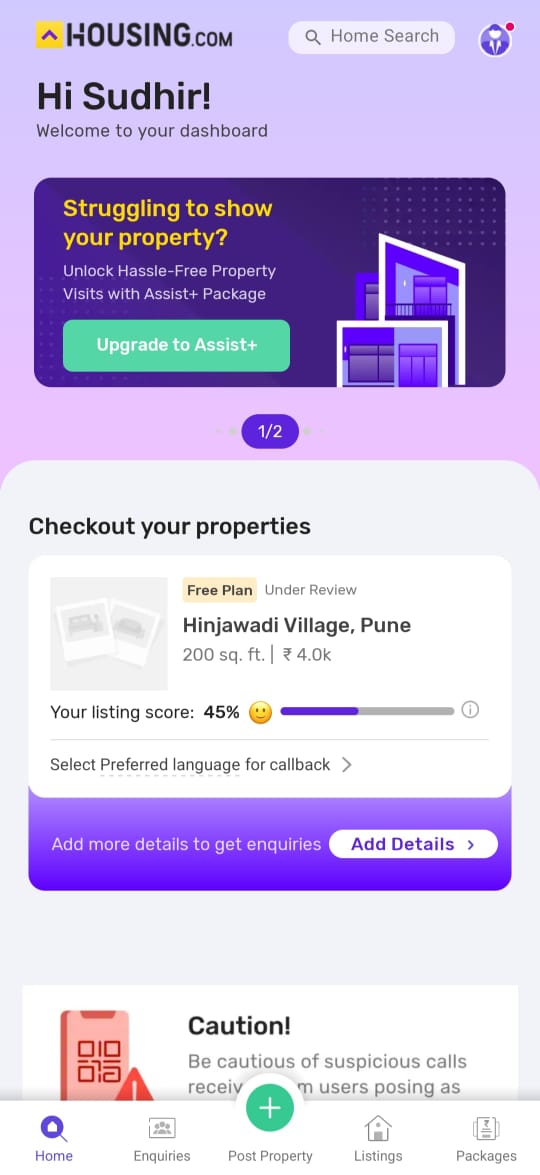 HOUSING.COM
Home Search
Hi Sudhir!
Welcome to your dashboard
Struggling to show
your property?
Unlock Hassle-Free Property
Visits with Assist+ Package
Upgrade to Assist+
1/2
Checkout your properties
Free Plan Under Review
Hinjawadi Village, Pune
200 sq. ft. | ₹ 4.0k
Your listing score: 45%
Select Preferred language for callback
Add more details to get enquiries Add Details
Caution!
Be cautious of suspicious calls
users posing as
Home Enquiries Post Property Listings Packages